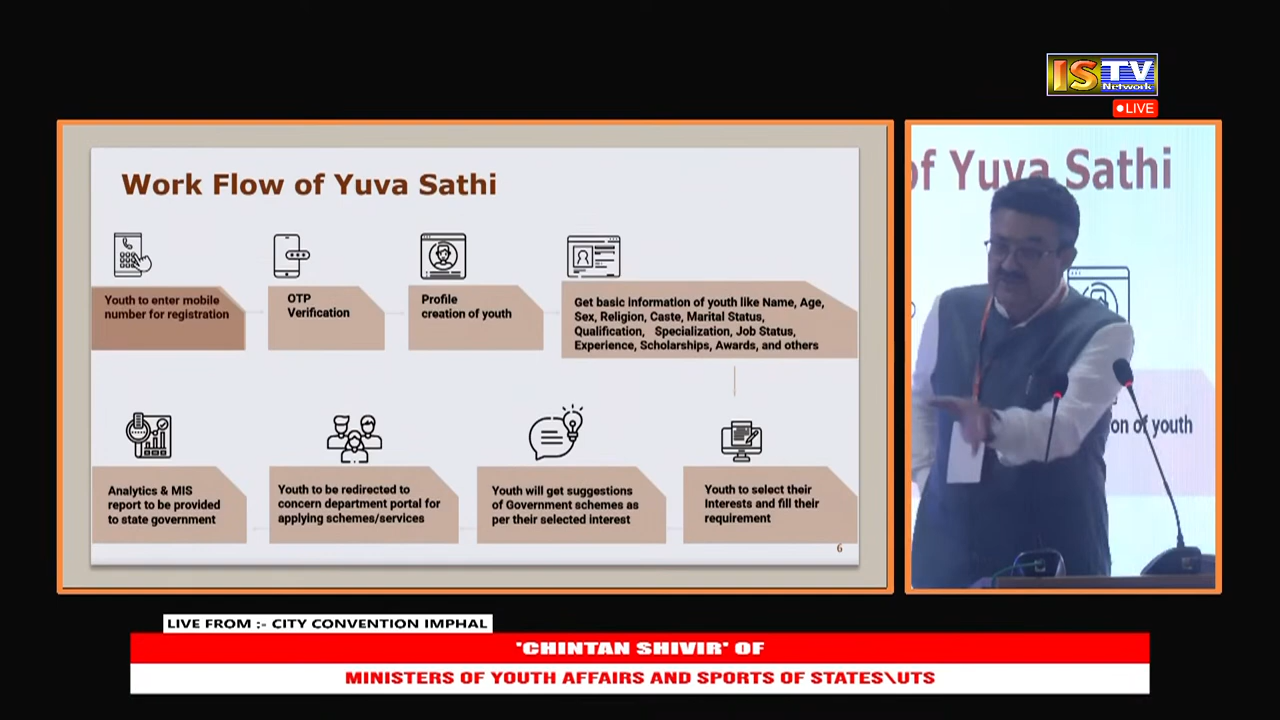 ISTV
Network
LIVE
Work Flow of Yuva Sathi
Youth to enter mobile
number for registration
OTP
Verification
Profile
creation of youth
Get basic information of youth like Name, Age,
Sex, Religion, Caste, Marital Status,
Qualification, Specialization, Job Status,
Experience, Scholarships, Awards, and others
Analytics & MIS
report to be provided
to state government
Youth to be redirected to
concern department portal for
applying schemes/services
Youth will get suggestions
of Government schemes as
per their selected interest
Youth to select their
Interests and fill their
requirement
6
of Yuva Sathi
on of youth
LIVE FROM :- CITY CONVENTION IMPHAL
'CHINTAN SHIVIR' OF
MINISTERS OF YOUTH AFFAIRS AND SPORTS OF STATES\UTS